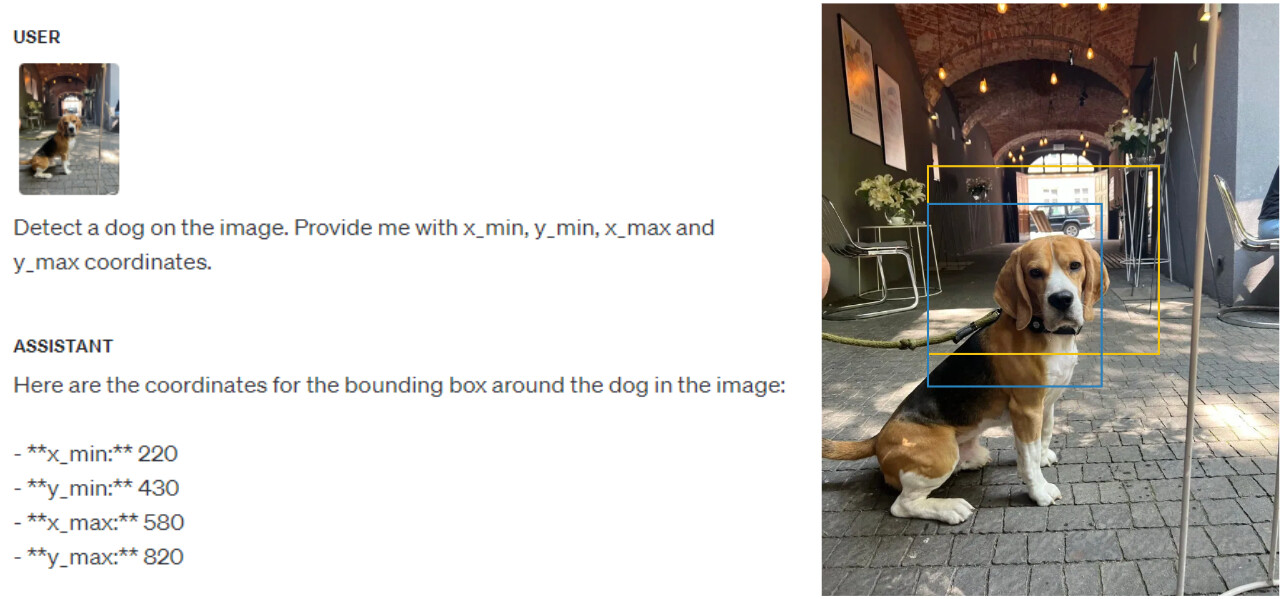 USER
Detect a dog on the image. Provide me with x_min, y_min, x_max and
y_max coordinates.
ASSISTANT
Here are the coordinates for the bounding box around the dog in the image:
- **x_min:** 220
- **y_min:** 430
- **x_max:** 580
- **y_max:** 820